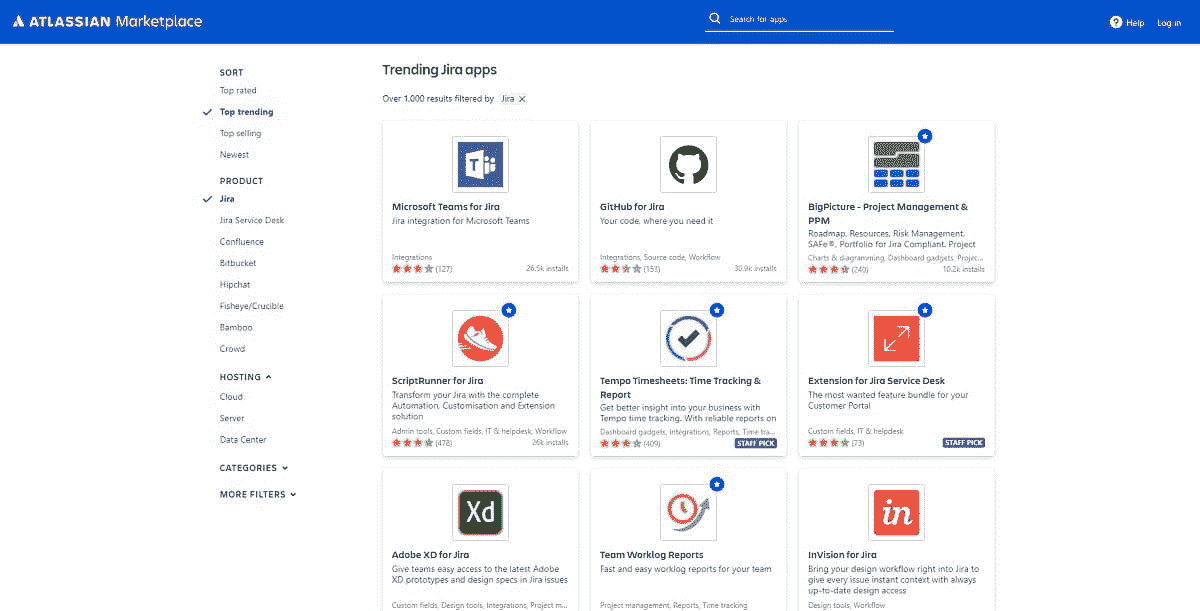 ATLASSIAN Marketplace
Search for apps
Help
Log in
SORT
Top rated
Top trending
Top selling
Newest
PRODUCT
Jira
Jira Service Desk
Confluence
Bitbucket
Hipchat
Fisheye/Crucible
Bamboo
Crowd
HOSTING
Cloud
Server
Data Center
CATEGORIES
MORE FILTERS
Trending Jira apps
Over 1,000 results filtered by Jira X
Microsoft Teams for Jira
Jira integration for Microsoft Teams
Integrations
(127) 26.5k installs
GitHub for Jira
Your code, where you need it
Integrations, Source code, Workflow
(153) 30.9k installs
BigPicture - Project Management &
PPM
Roadmap, Resources, Risk Management,
SAFe®, Portfolio for Jira Compliant. Project
Charts & diagramming, Dashboard gadgets, Projec...
(240) 10.2k installs
ScriptRunner for Jira
Transform your Jira with the complete
Automation, Customisation and Extension
solution
Admin tools, Custom fields, IT & helpdesk, Workflow
(478) 26k installs
Tempo Timesheets: Time Tracking &
Report
Get better insight into your business with
Tempo time tracking. With reliable reports on
Dashboard gadgets, Integrations, Reports, Time tra...
(409) STAFF PICK
Extension for Jira Service Desk
The most wanted feature bundle for your
Customer Portal
Custom fields, IT & helpdesk
(73) STAFF PICK
Xd
Adobe XD for Jira
Give teams easy access to the latest Adobe
XD prototypes and design specs in Jira issues
Custom fields, Design tools, Integrations, Project m...
Team Worklog Reports
Fast and easy worklog reports for your team
Project management, Reports, Time tracking
in
InVision for Jira
Bring your design workflow right into Jira to
give every issue instant context with always
up-to-date design access
Design tools, Workflow